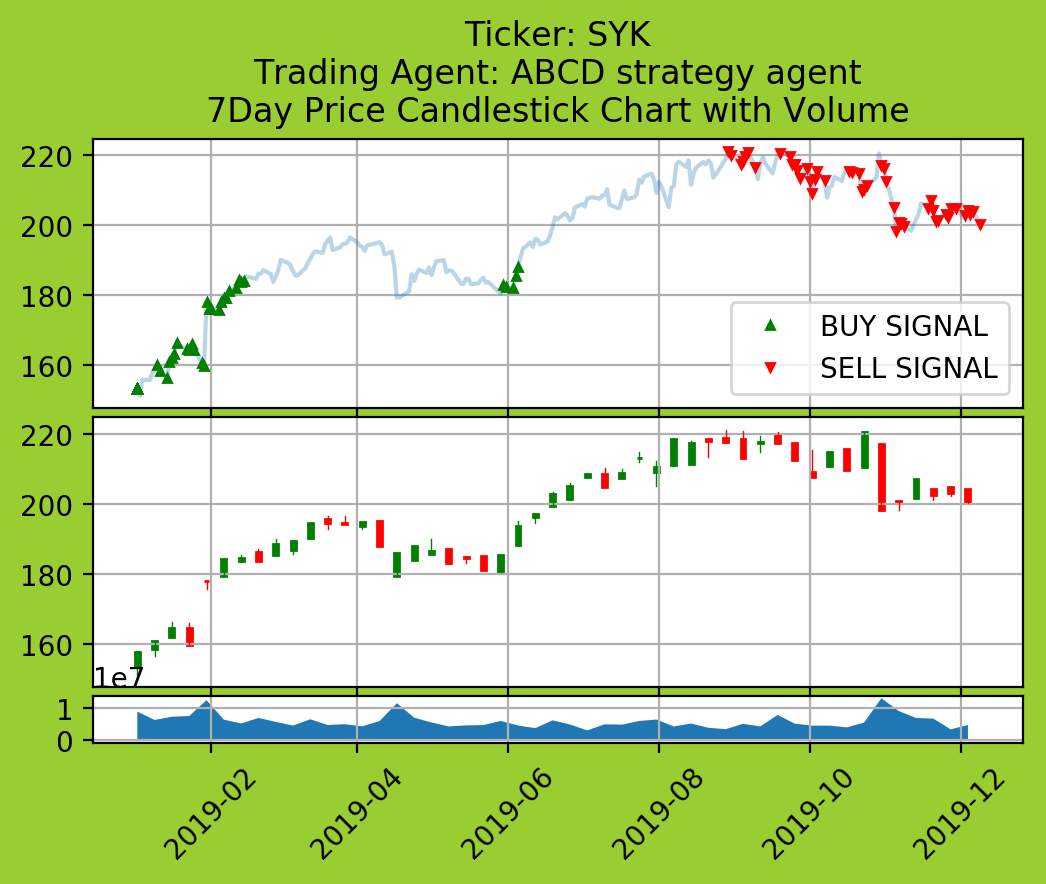 Ticker: SYK
Trading Agent: ABCD strategy agent
7Day Price Candlestick Chart with Volume
220
200
180
160
BUY SIGNAL
SELL SIGNAL
220
200
180
160
1e7
1
0
2019-02
2019-04
2019-06
2019-08
2019-10
2019-12